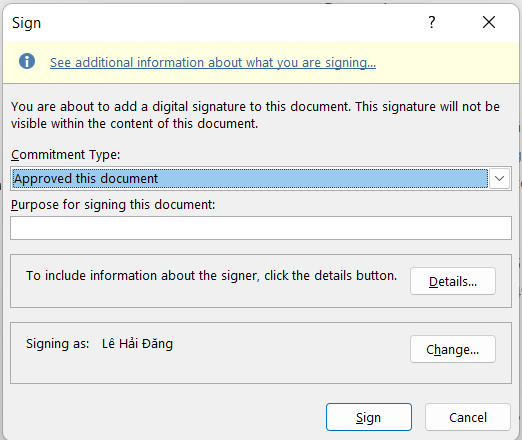 Sign
?
See additional information about what you are signing...
You are about to add a digital signature to this document. This signature will not be
visible within the content of this document.
Commitment Type:
Approved this document
Purpose for signing this document:
To include information about the signer, click the details button.
Details...
Signing as: Lê Hải Đăng
Change...
Sign
Cancel